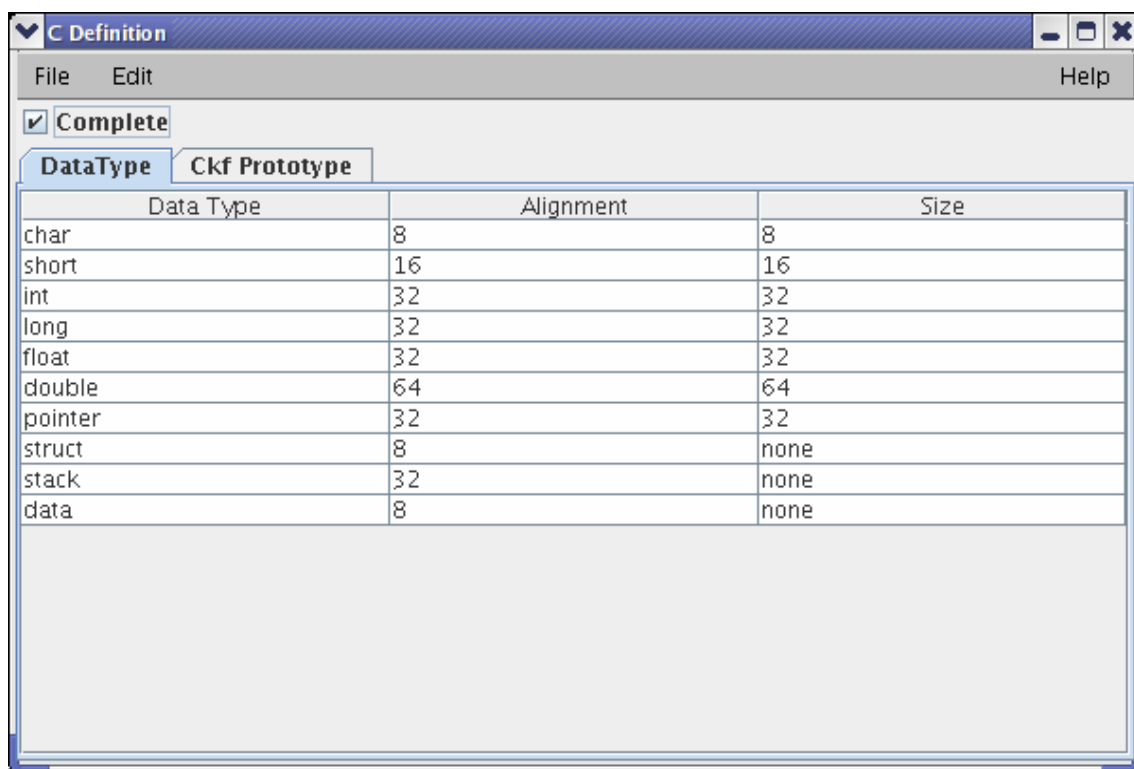 C Definition
File Edit Help
Complete
DataType Ckf Prototype
Data Type Alignment Size
char 8 8
short 16 16
int 32 32
long 32 32
float 32 32
double 64 64
pointer 32 32
struct 8 none
stack 32 none
data 8 none